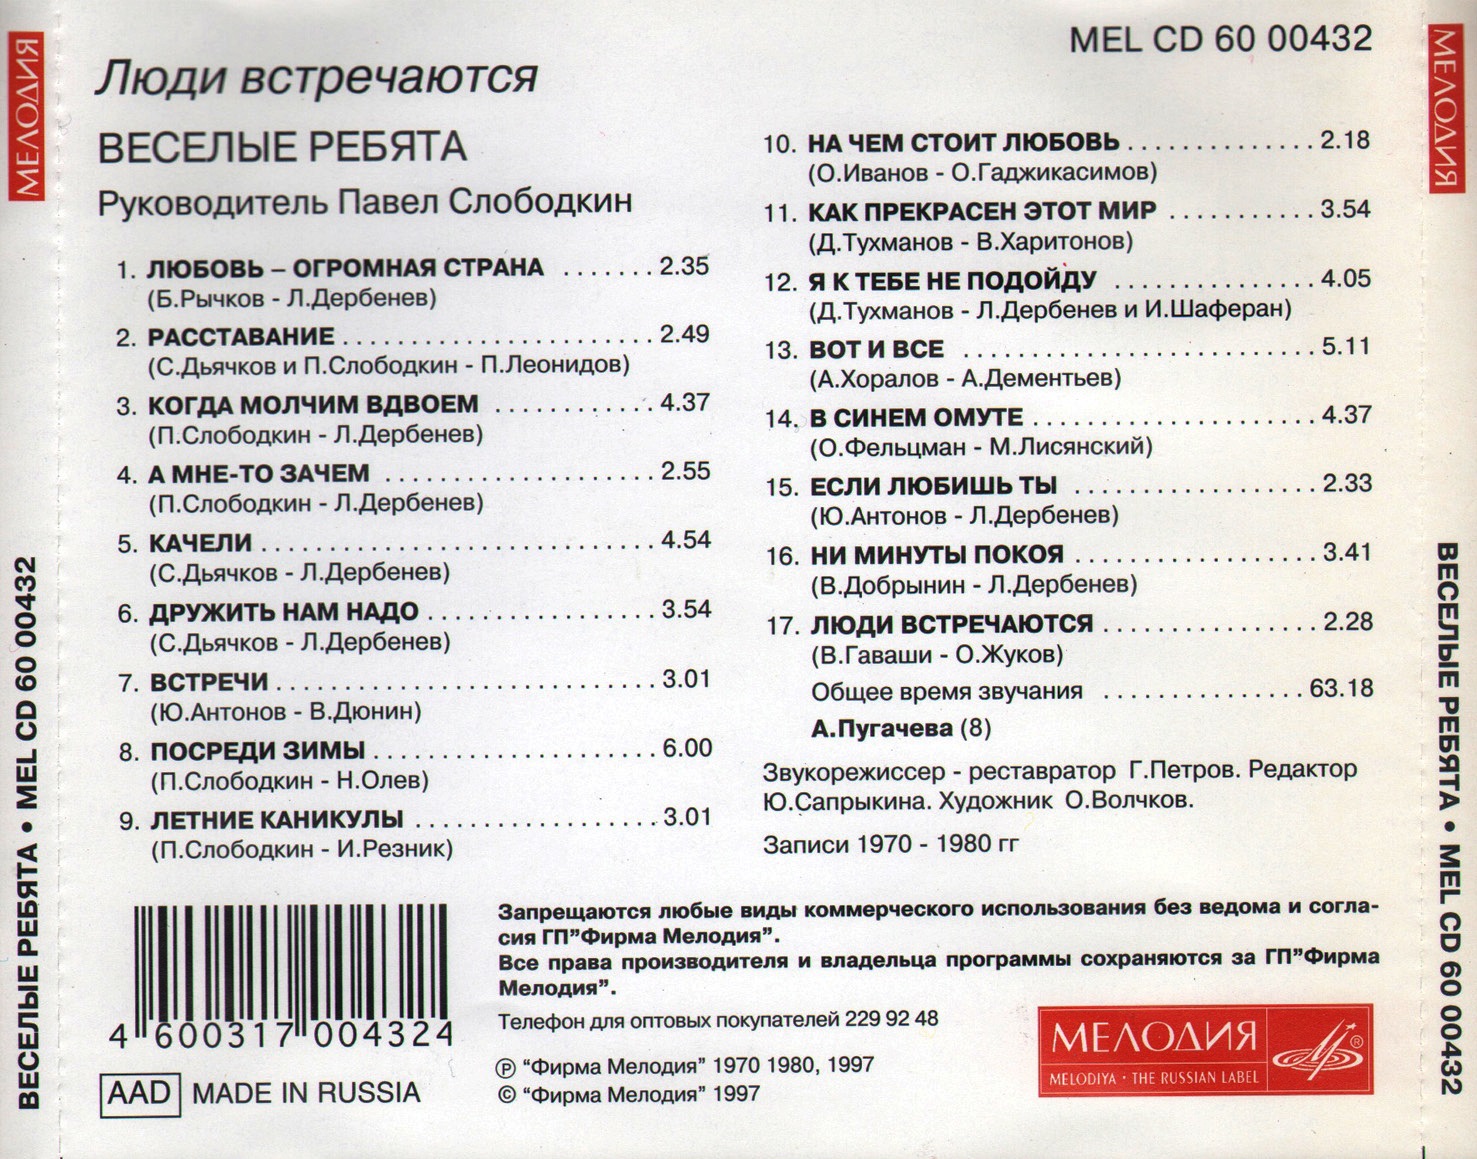 МЕЛОДИЯ
MEL CD 60 00432
МЕЛОДИЯ
Люди встречаются
ВЕСЕЛЫЕ РЕБЯТА
Руководитель Павел Слободкин
1. ЛЮБОВЬ – ОГРОМНАЯ СТРАНА ....... 2.35
(Б.Рычков - Л.Дербенев)
2. РАССТАВАНИЕ ....................... 2.49
(С.Дьячков и П.Слободкин - П.Леонидов)
3. КОГДА МОЛЧИМ ВДВОЕМ ............ 4.37
(П.Слободкин - Л.Дербенев)
4. А МНЕ-ТО ЗАЧЕМ .................... 2.55
(П.Слободкин - Л.Дербенев)
5. КАЧЕЛИ ............................. 4.54
(С.Дьячков - Л.Дербенев)
6. ДРУЖИТЬ НАМ НАДО ................. 3.54
(С.Дьячков - Л.Дербенев)
7. ВСТРЕЧИ ............................ 3.01
(Ю.Антонов - В.Дюнин)
8. ПОСРЕДИ ЗИМЫ ..................... 6.00
(П.Слободкин - Н.Олев)
9. ЛЕТНИЕ КАНИКУЛЫ .................. 3.01
(П.Слободкин - И.Резник)
10. НА ЧЕМ СТОИТ ЛЮБОВЬ .............. 2.18
(О.Иванов - О.Гаджикасимов)
11. КАК ПРЕКРАСЕН ЭТОТ МИР ........... 3.54
(Д.Тухманов - В.Харитонов)
12. Я К ТЕБЕ НЕ ПОДОЙДУ ............... 4.05
(Д.Тухманов - Л.Дербенев и И.Шаферан)
13. ВОТ И ВСЕ .......................... 5.11
(А.Хоралов - А.Дементьев)
14. В СИНЕМ ОМУТЕ ..................... 4.37
(О.Фельцман - М.Лисянский)
15. ЕСЛИ ЛЮБИШЬ ТЫ .................. 2.33
(Ю.Антонов - Л.Дербенев)
16. НИ МИНУТЫ ПОКОЯ .................. 3.41
(В.Добрынин - Л.Дербенев)
17. ЛЮДИ ВСТРЕЧАЮТСЯ ................ 2.28
(В.Гаваши - О.Жуков)
Общее время звучания ............... 63.18
А.Пугачева (8)
Звукорежиссер - реставратор Г.Петров. Редактор
Ю.Сапрыкина. Художник О.Волчков.
Записи 1970 - 1980 гг
Запрещаются любые виды коммерческого использования без ведома и согла-
сия ГП”Фирма Мелодия”.
Все права производителя и владельца программы сохраняются за ГП”Фирма
Мелодия”.
Телефон для оптовых покупателей 229 92 48
℗ “Фирма Мелодия” 1970 1980, 1997
© “Фирма Мелодия” 1997
4 600317 004324
AAD MADE IN RUSSIA
МЕЛОДИЯ
MELODIYA · THE RUSSIAN LABEL
®
ВЕСЕЛЫЕ РЕБЯТА • MEL CD 60 00432
ВЕСЕЛЫЕ РЕБЯТА • MEL CD 60 00432